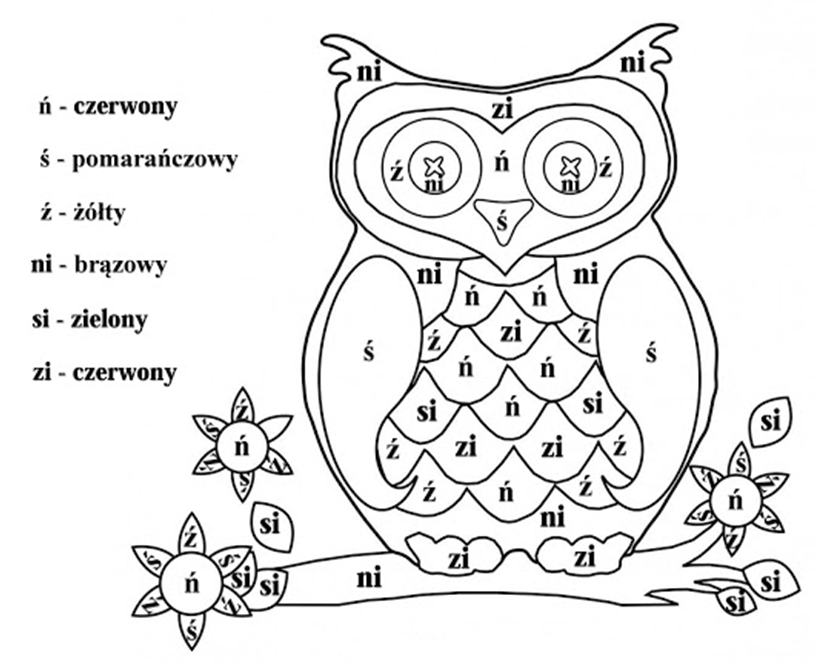 ń - czerwony
ś - pomarańczowy
ź - żółty
ni - brązowy
si - zielony
zi - czerwony
ni ni
zi
ź ni ń ni ź
ś
ni ni
ń ń
ź zi ź
ś ń ń ś
si ń si
ź zi zi ź
ź ń ź
ni
zi zi
ni
ź
ś ń
ź ź
ś
si
ź
ś ś
ń si si
ź ź
ś
si
ś
ź ź
ń
ś ś
ź
si
si